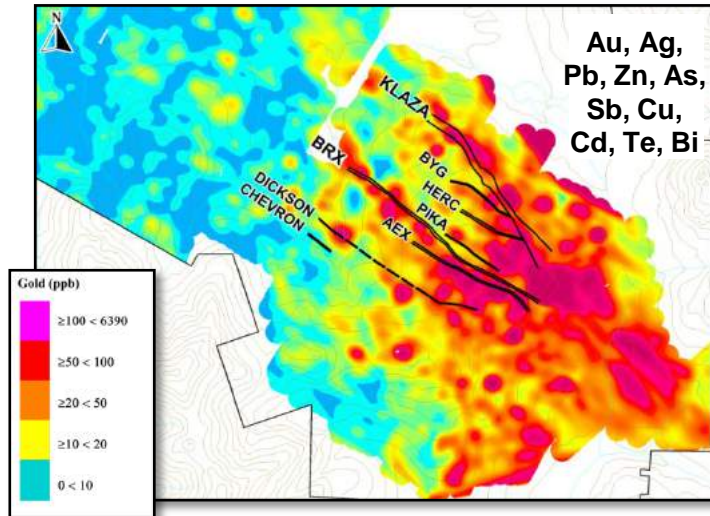 N
Au, Ag,
Pb, Zn, As,
Sb, Cu,
Cd, Te, Bi
KLAZA
BRX
BYG
DICKSON
HERC
CHEVRON
PIKA
AEX
Gold (ppb)
≥100 < 6390
≥50 < 100
≥20 < 50
≥10 < 20
0 < 10